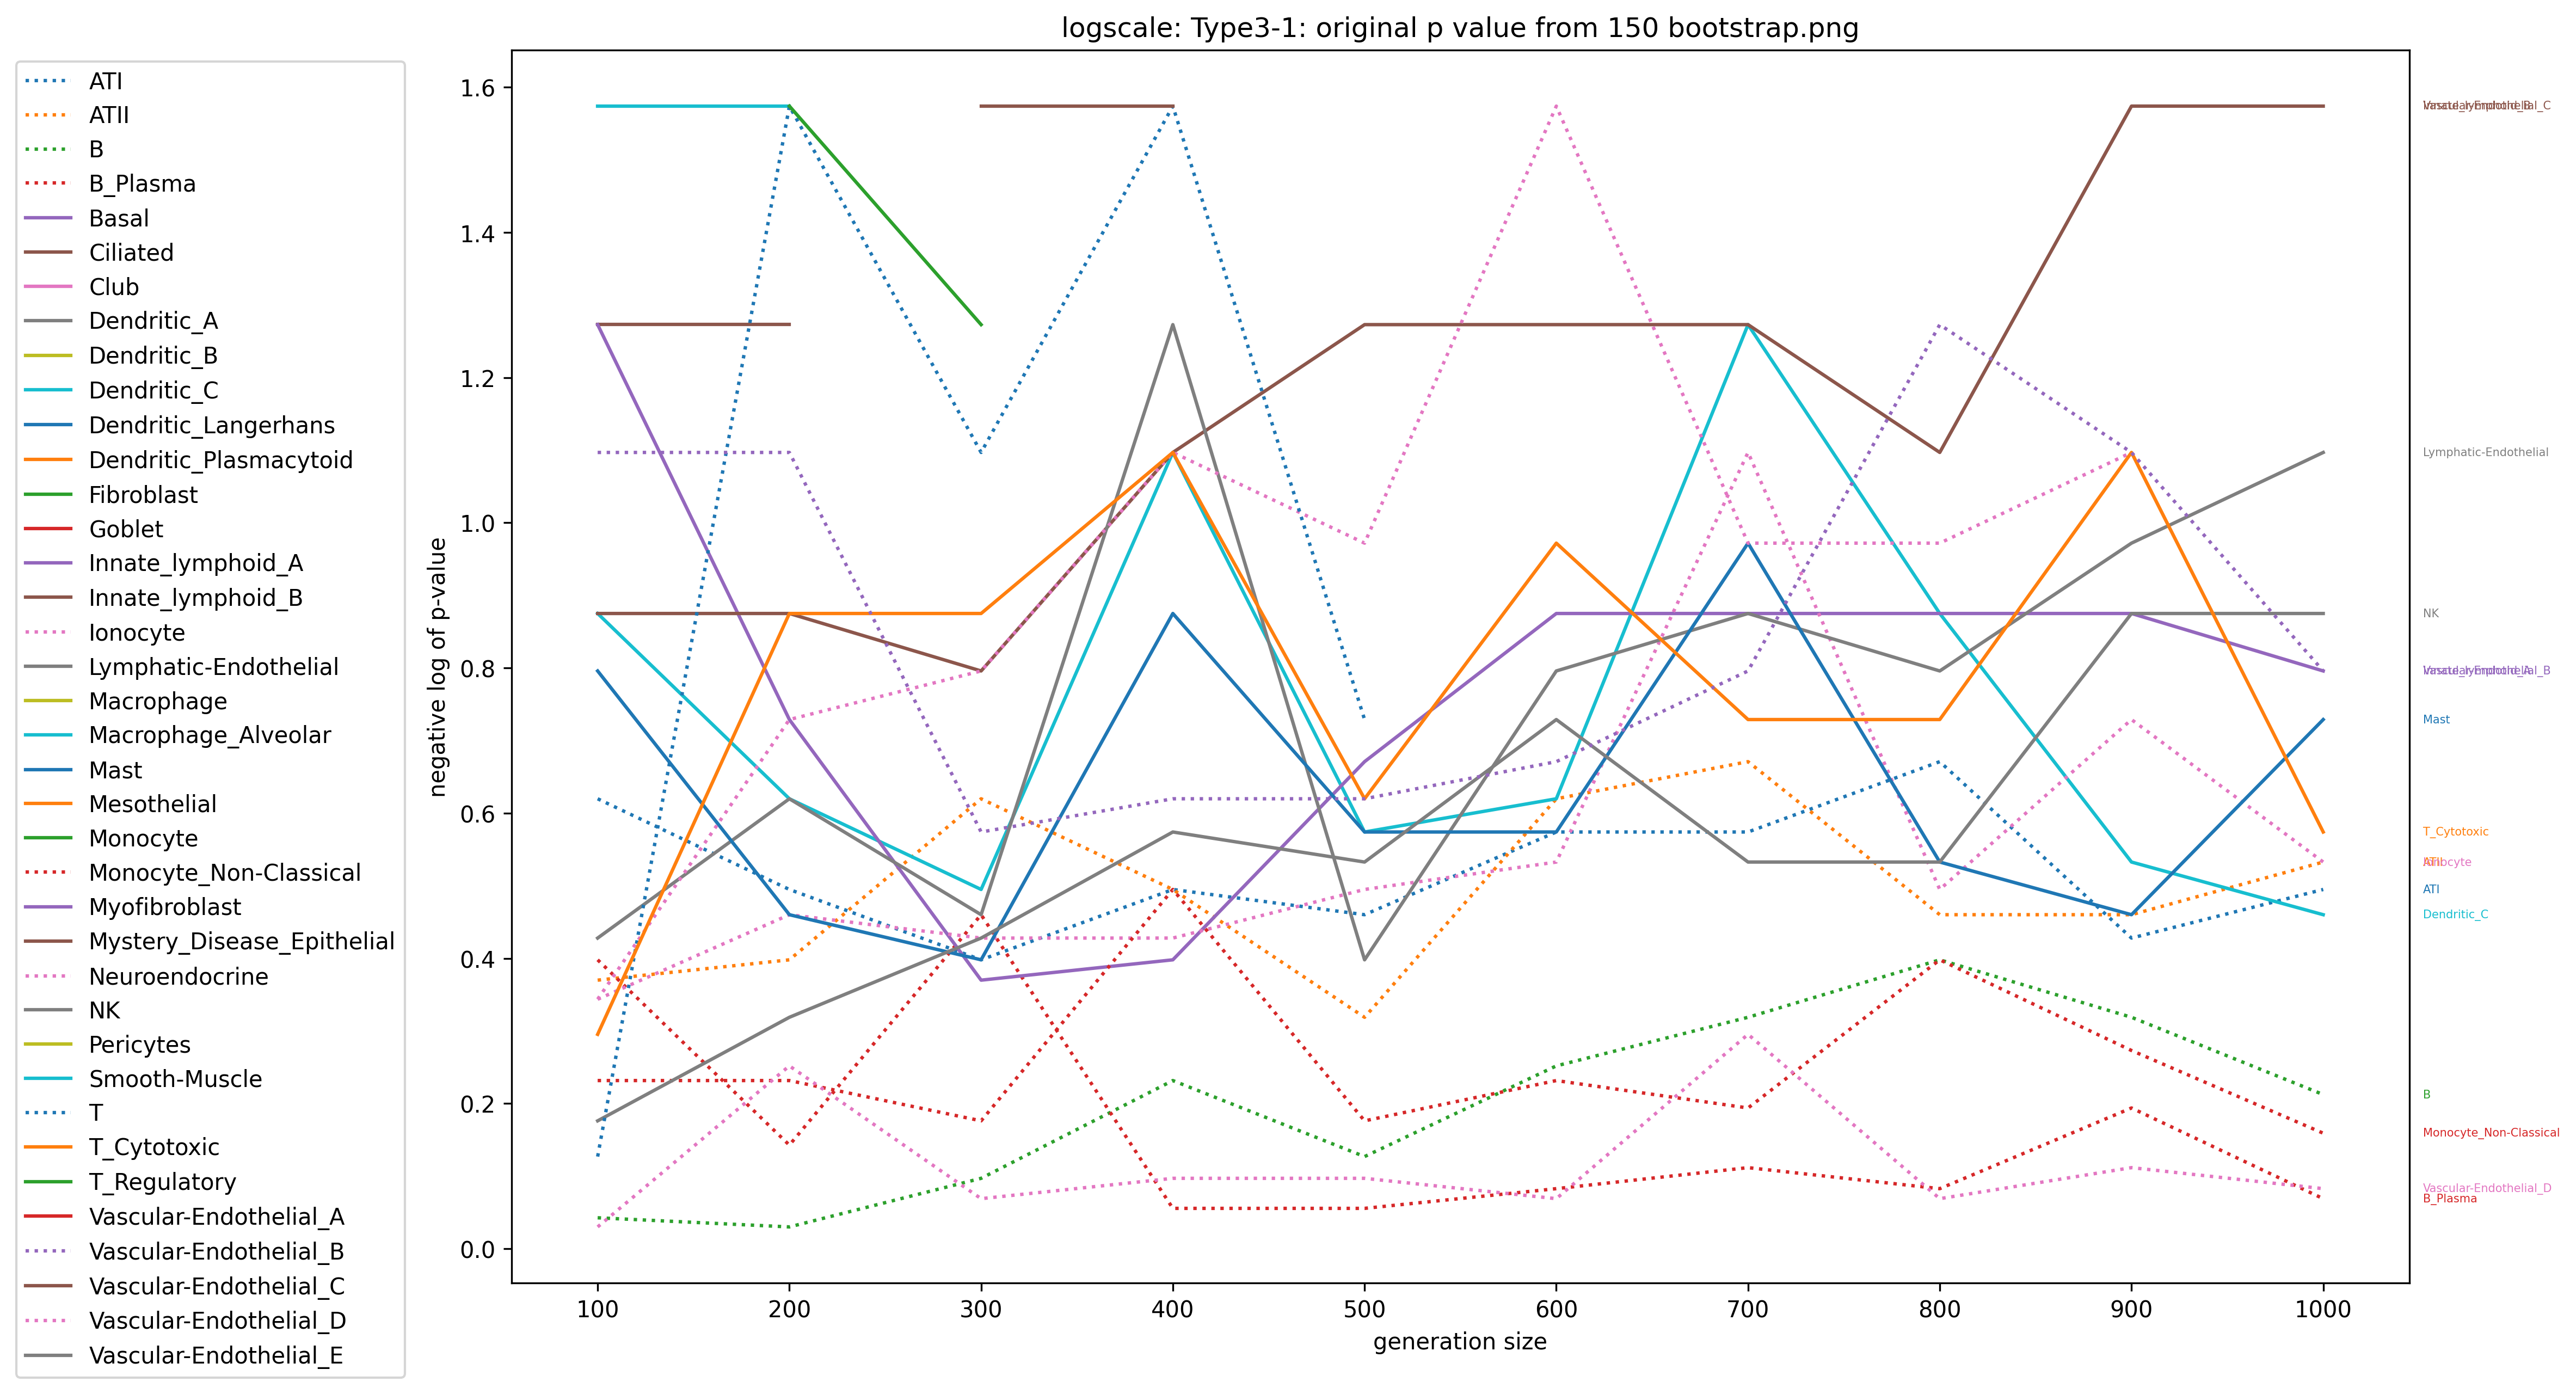 logscale: Type3-1: original p value from 150 bootstrap.png
ATI
ATII
B
B_Plasma
Basal
Ciliated
Club
Dendritic_A
Dendritic_B
Dendritic_C
Dendritic_Langerhans
Dendritic_Plasmacytoid
Fibroblast
Goblet
Innate_lymphoid_A
Innate_lymphoid_B
Ionocyte
Lymphatic-Endothelial
Macrophage
Macrophage_Alveolar
Mast
Mesothelial
Monocyte
Monocyte_Non-Classical
Myofibroblast
Mystery_Disease_Epithelial
Neuroendocrine
NK
Pericytes
Smooth-Muscle
T
T_Cytotoxic
T_Regulatory
Vascular-Endothelial_A
Vascular-Endothelial_B
Vascular-Endothelial_C
Vascular-Endothelial_D
Vascular-Endothelial_E
negative log of p-value
1.6
1.4
1.2
1.0
0.8
0.6
0.4
0.2
0.0
100 200 300 400 500 600 700 800 900 1000
generation size
Lymphatic-Endothelial
NK
Mast
T_Cytotoxic
ATI
Dendritic_C
B
Monocyte_Non-Classical
Vascular-Endothelial_D
B_Plasma